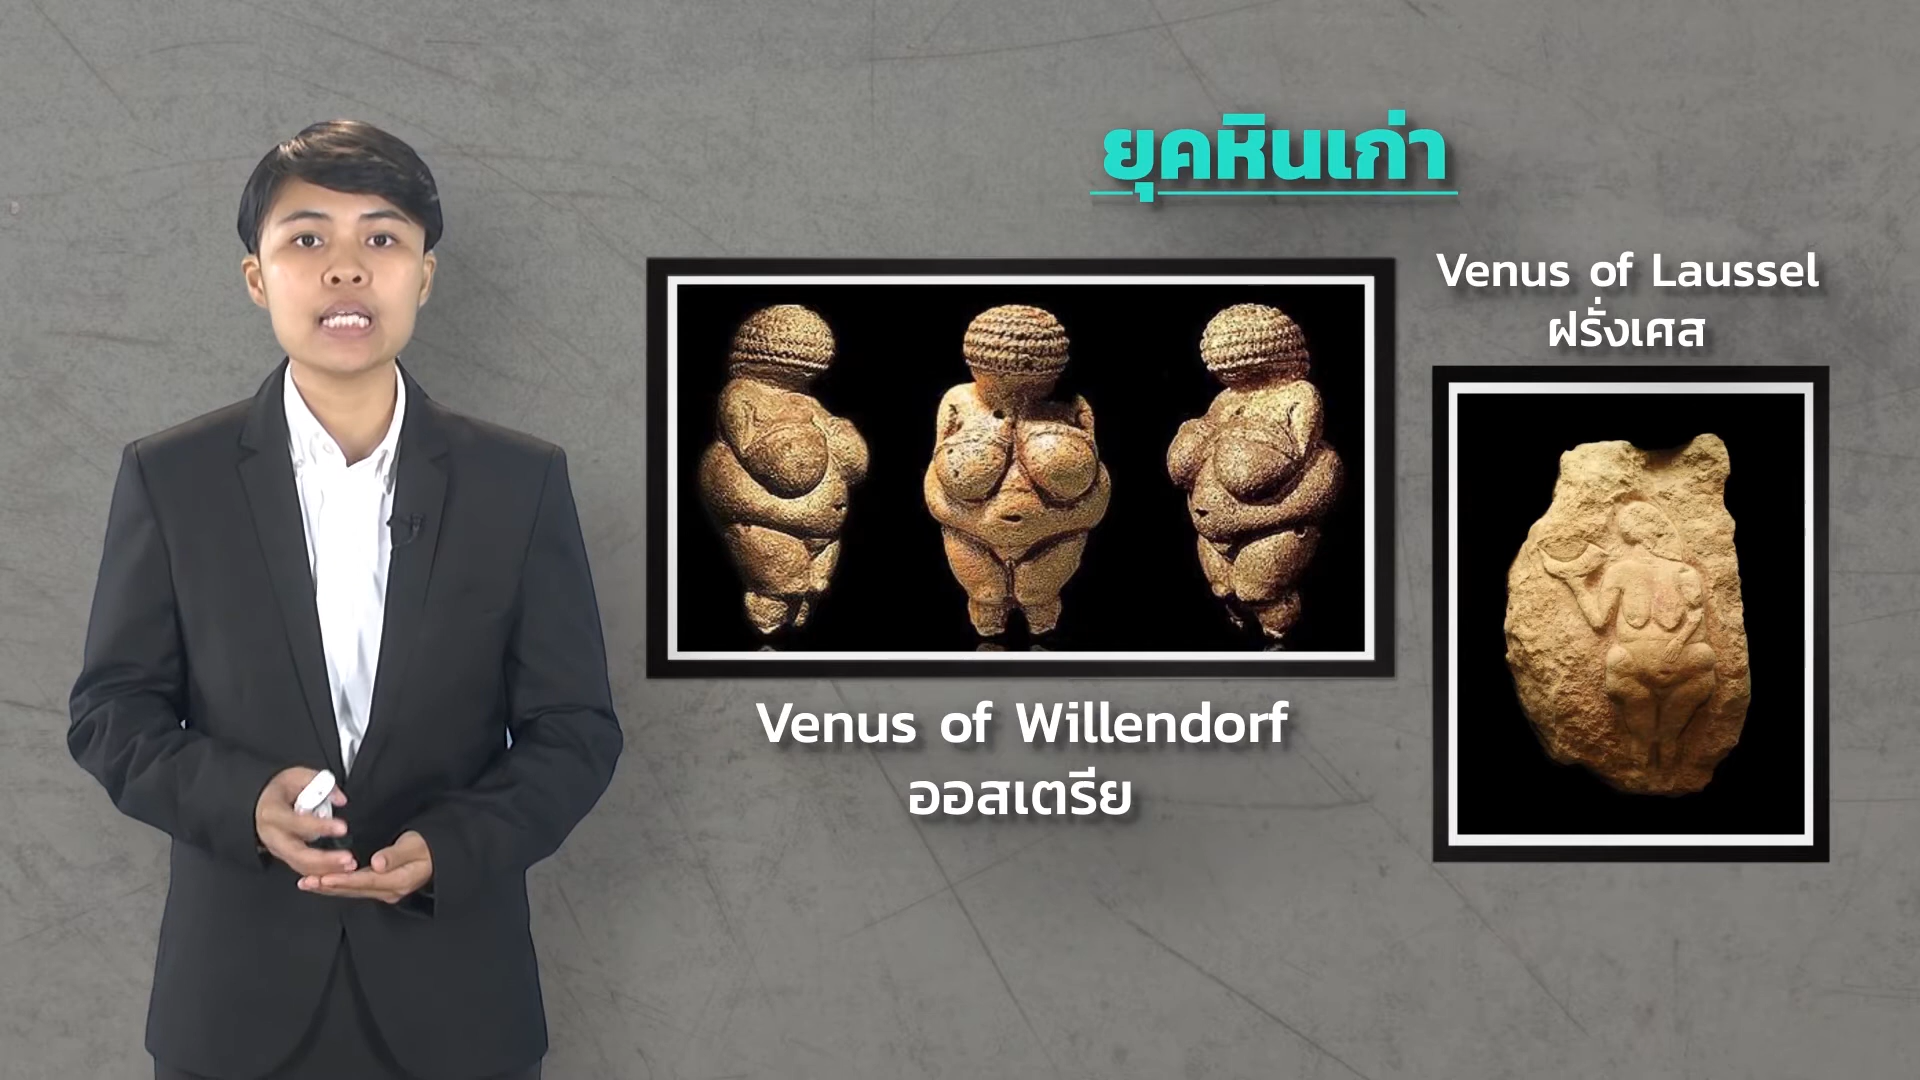 ยุคหินเก่า
Venus of Laussel
ฝรั่งเศส
Venus of Willendorf
ออสเตรีย